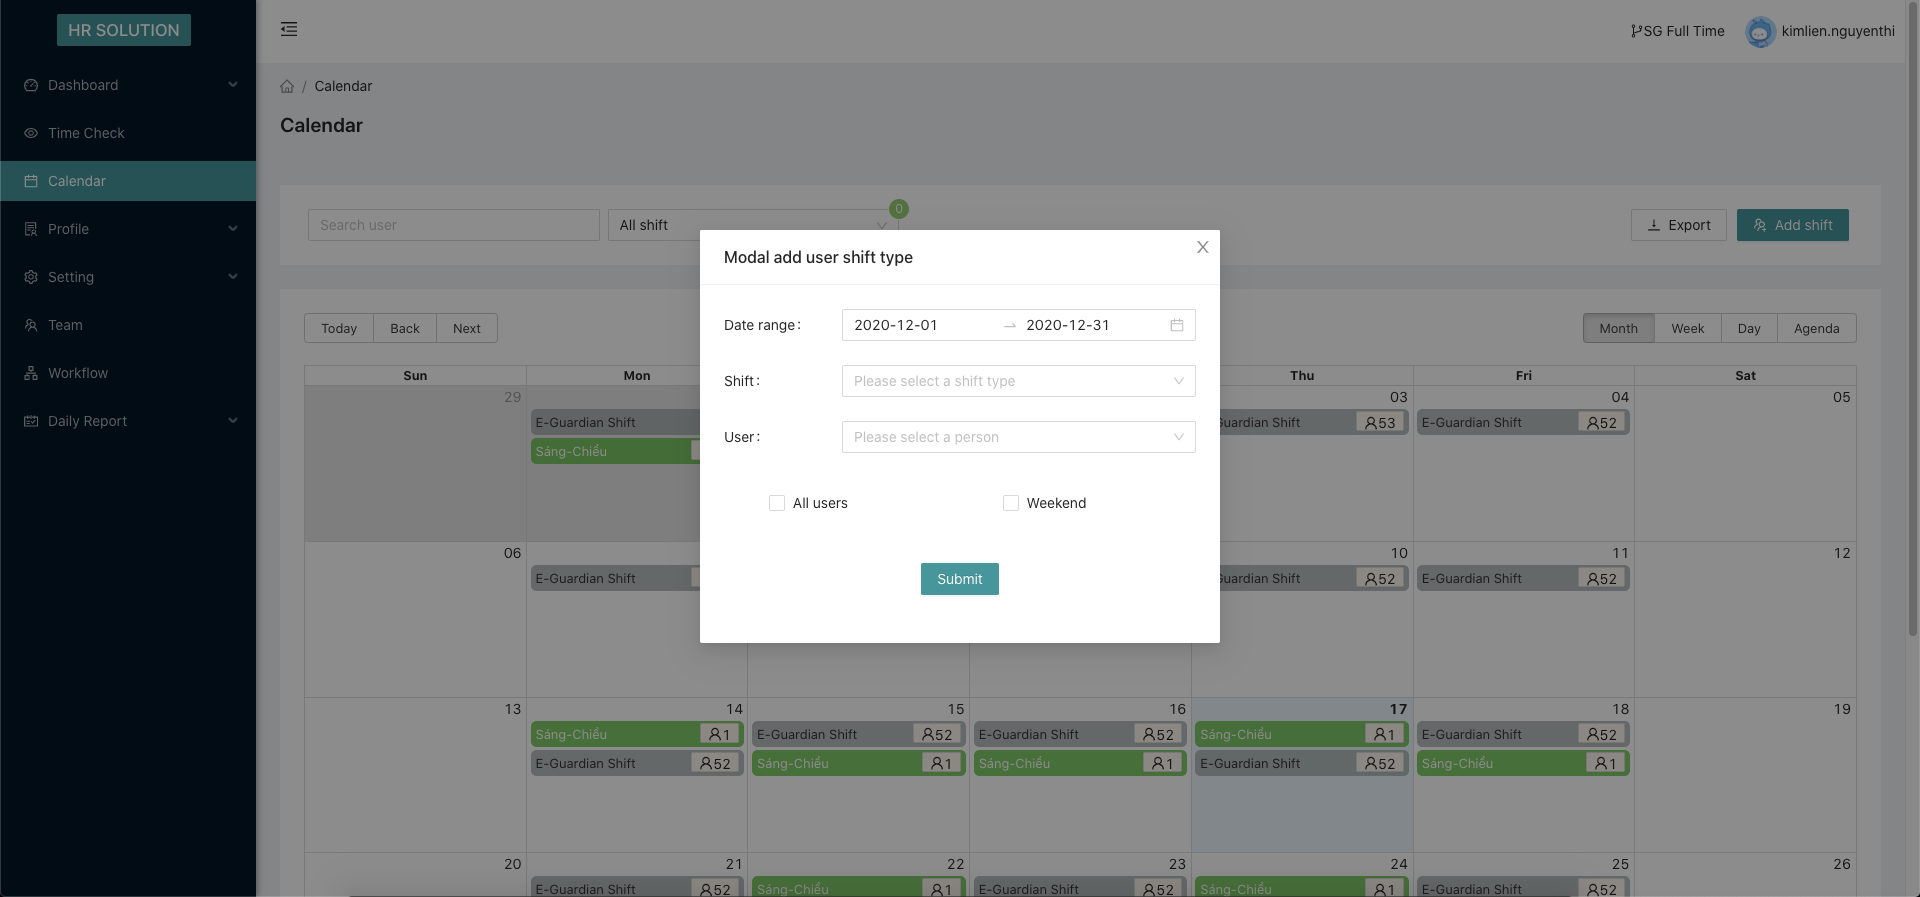 HR SOLUTION
SG Full Time
kimlien.nguyenthi
Dashboard
Time Check
Calendar
Profile
Setting
Team
Workflow
Daily Report
/ Calendar
Calendar
Search user
All shift
0
Export
Add shift
Modal add user shift type
Date range:
2020-12-01
2020-12-31
Shift:
Please select a shift type
User:
Please select a person
All users
Weekend
Submit
Today Back Next
Month Week Day Agenda
Sun Mon Thu Fri Sat
29 03 04 05
E-Guardian Shift
Guardian Shift 53
E-Guardian Shift 52
Sáng-Chiều
06 10 11 12
E-Guardian Shift
Guardian Shift 52
E-Guardian Shift 52
13 14 15 16 17 18 19
Sáng-Chiều 1
E-Guardian Shift 52
E-Guardian Shift 52
Sáng-Chiều 1
E-Guardian Shift 52
E-Guardian Shift 52
Sáng-Chiều 1
Sáng-Chiều 1
E-Guardian Shift 52
Sáng-Chiều 1
20 21 22 23 24 25 26
E-Guardian Shift 52
Sáng-Chiều 1
E-Guardian Shift 52
Sáng-Chiều 1
E-Guardian Shift 52